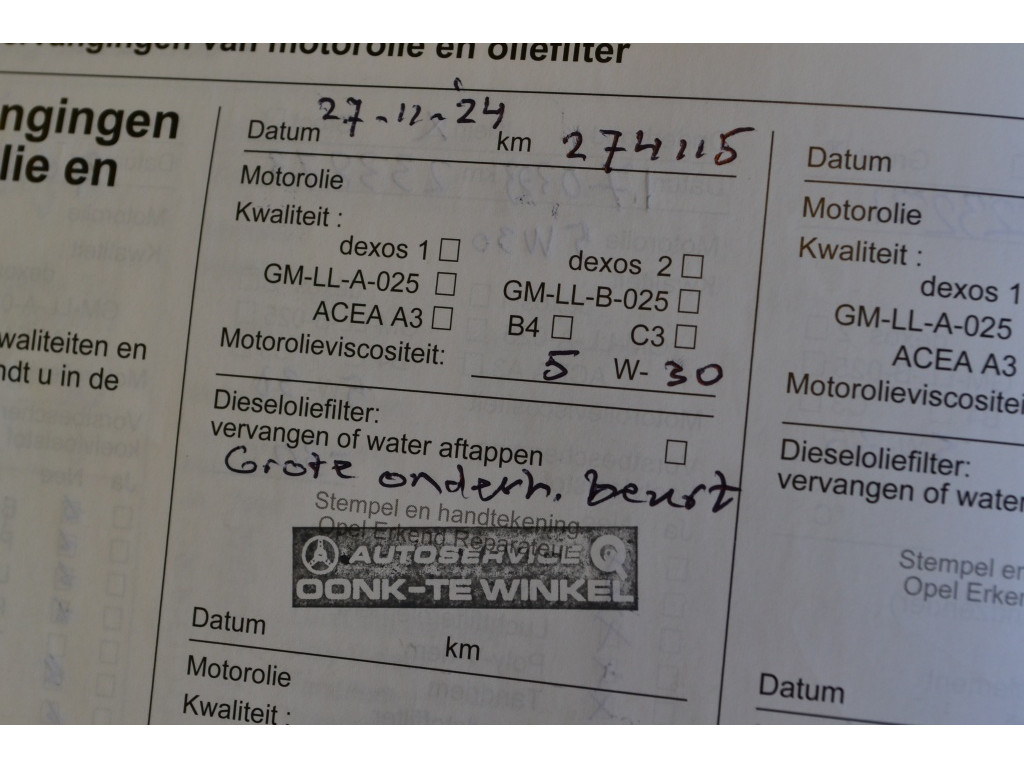 van motorolie en oliefilter
ngingen
lie en
waliteiten en
ndt u in de
Datum 27-11-24 km 274115
Motorolie
Kwaliteit :
dexos 1 dexos 2
GM-LL-A-025 GM-LL-B-025
ACEA A3 B4 C3
Motorolieviscositeit: 5 W- 30
Dieseloliefilter:
vervangen of water aftappen
Grote onderh. beurt
Stempel en handtekening
Opel Erkend Reparateur
AUTOSERVICE
OONK-TE WINKEL
Datum km
Motorolie
Kwaliteit :
Datum
Motorolie
Kwaliteit :
dexos 1
GM-LL-A-025
ACEA A3
Motorolieviscositei
Dieseloliefilter:
vervangen of water
Stempel en
Opel Erken
Datum